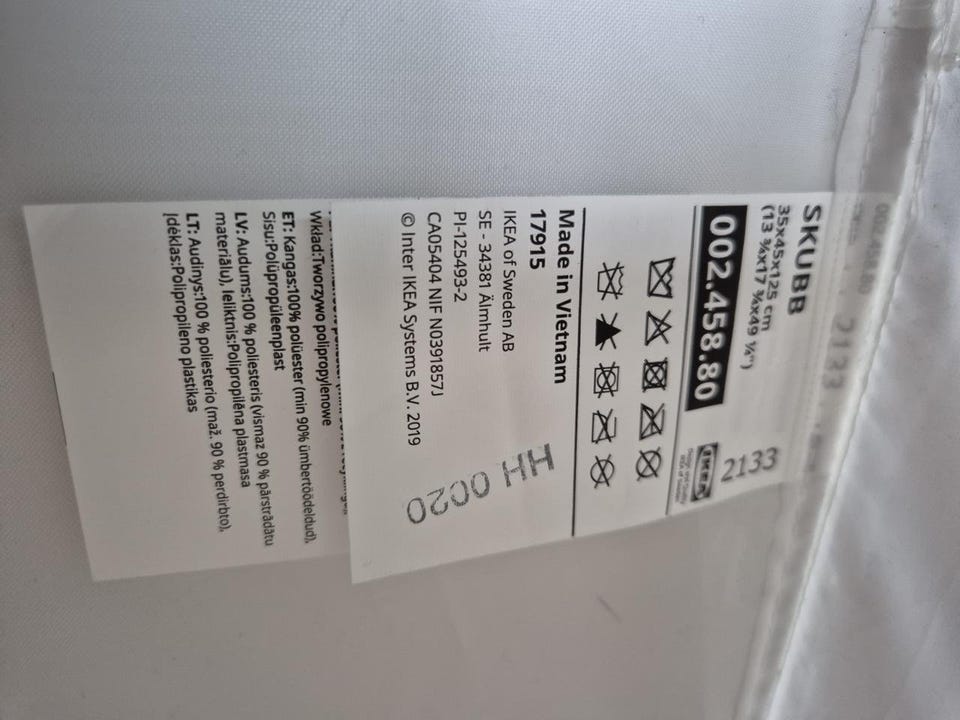 SKUBB
35x45x125 cm
(13 ¾x17 ¾x49 ¼")
2133
002.458.80
IKEA
Made in Vietnam
17915
IKEA of Sweden AB
SE - 34381 Älmhult
PI-125493-2
CA05404 NIF N0391857J
© Inter IKEA Systems B.V. 2019
HH 0020
Wkład:Tworzywo polipropylenowe
ET: Kangas:100% polüester (min 90% ümbertöödeldud),
Sisu:Polüpropüleenplast
LV: Audums:100 % poliesteris (vismaz 90 % pārstrādātu
materiālu), Ieliktnis:Polipropilēna plastmasa
LT: Audinys:100 % poliesterio (maž. 90 % perdirbto),
Įdėklas:Polipropileno plastikas
2133